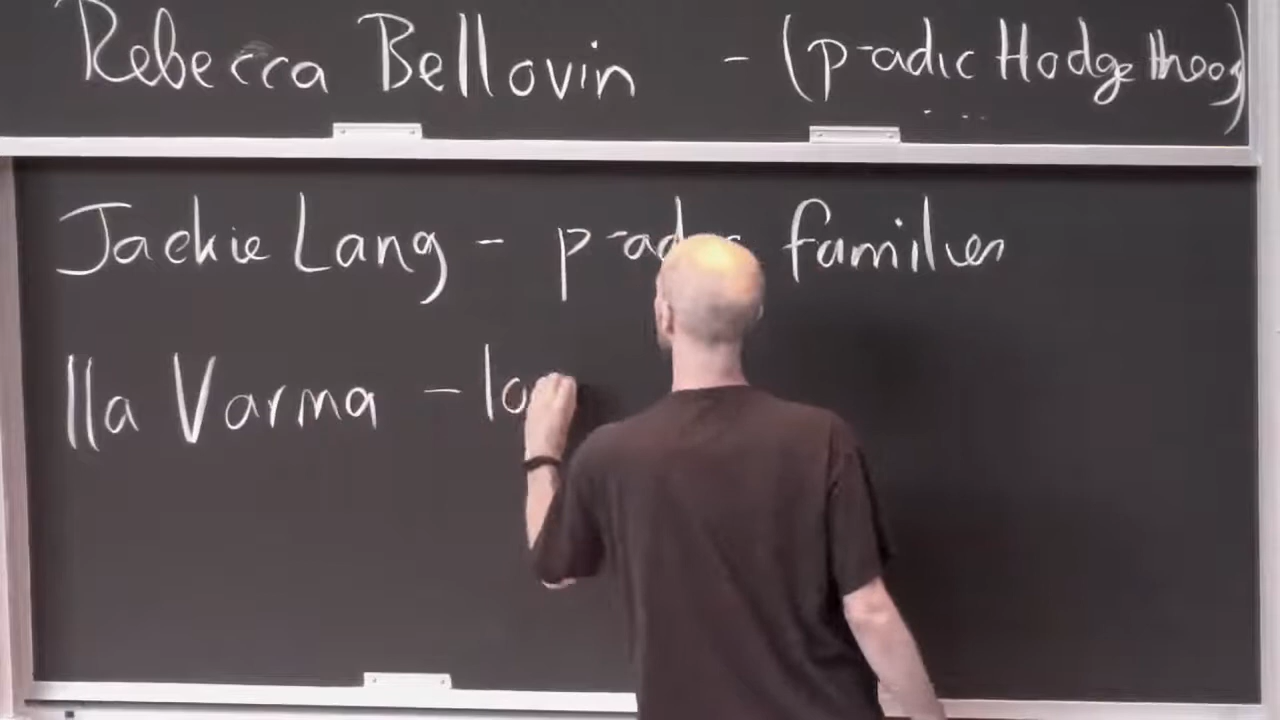 Rebecca Bellovin - (p-adic Hodge theory)
...
Jackie Lang - p-adic families
Ila Varma - lo